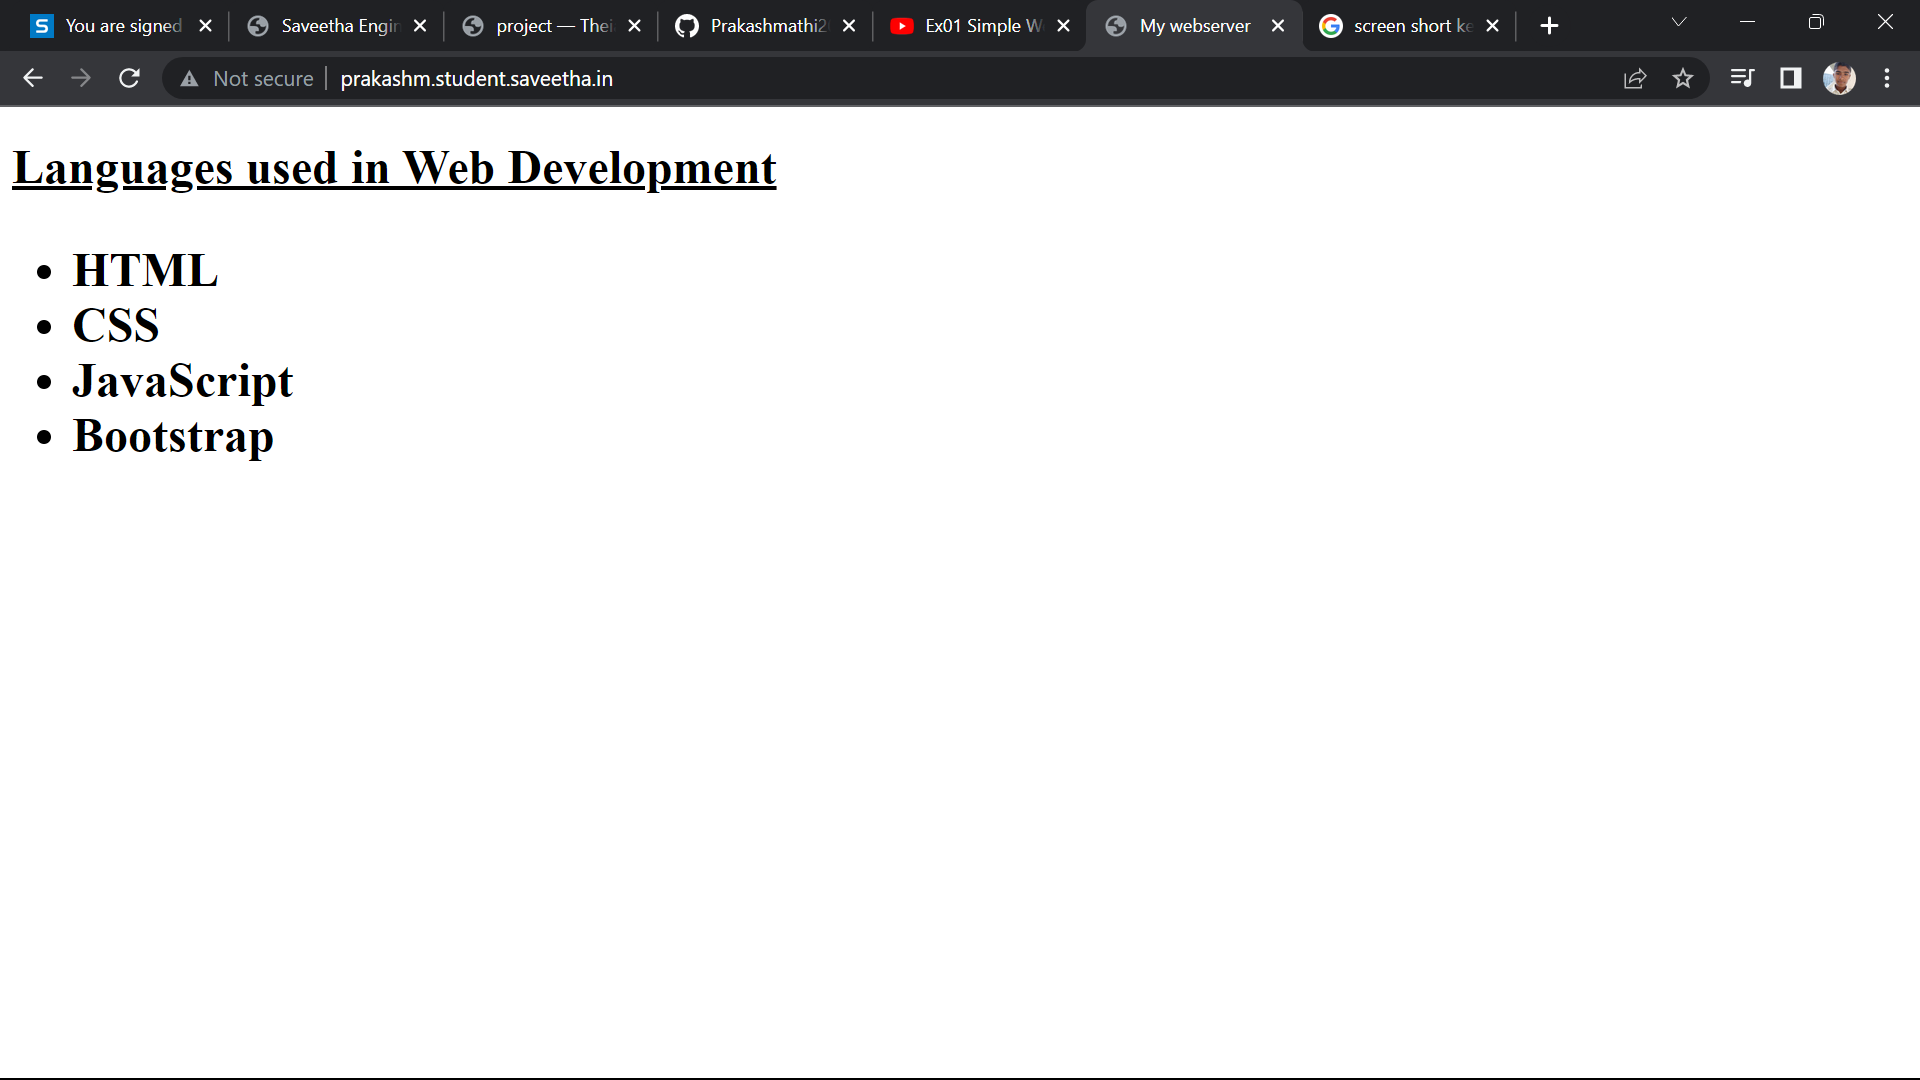 You are signed
Saveetha Engin
project — Thei
Prakashmathi2
Ex01 Simple W
My webserver
screen short ke
Not secure
prakashm.student.saveetha.in
Languages used in Web Development
• HTML
• CSS
• JavaScript
• Bootstrap